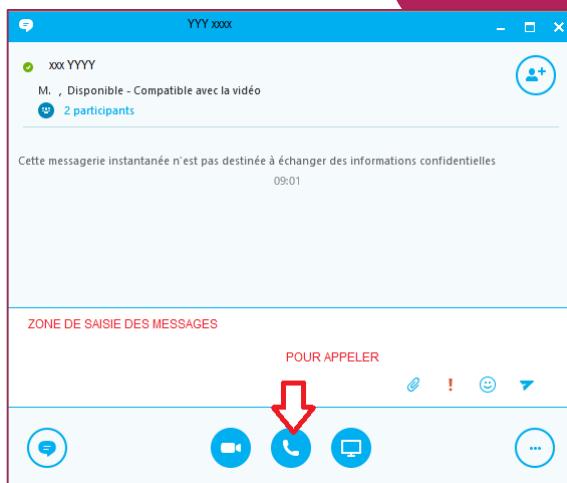 YYY xxxx
xxx YYYY
M. , Disponible - Compatible avec la vidéo
2 participants
Cette messagerie instantanée n'est pas destinée à échanger des informations confidentielles
09:01
ZONE DE SAISIE DES MESSAGES
POUR APPELER